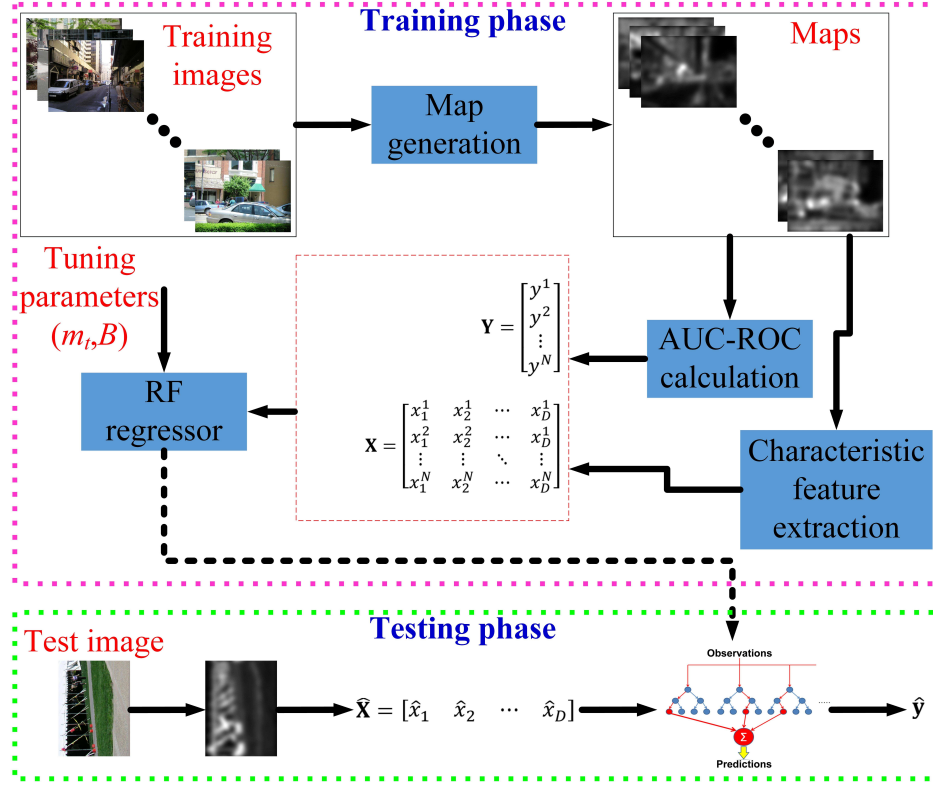 Training phase
Training
images
Map
generation
Maps
Tuning
parameters
(m_t,B)
RF
regressor
Y = [y^1 y^2 ⋮ y^N]
X = [x_1^1 x_2^1 ⋯ x_D^1
x_1^2 x_2^2 ⋯ x_D^1
⋮ ⋮ ⋱ ⋮
x_1^N x_2^N ⋯ x_D^N]
AUC-ROC
calculation
Characteristic
feature
extraction
Testing phase
Test image
X̂ = [x̂_1 x̂_2 ⋯ x̂_D]
Observations
.....
Σ
Predictions
ŷ